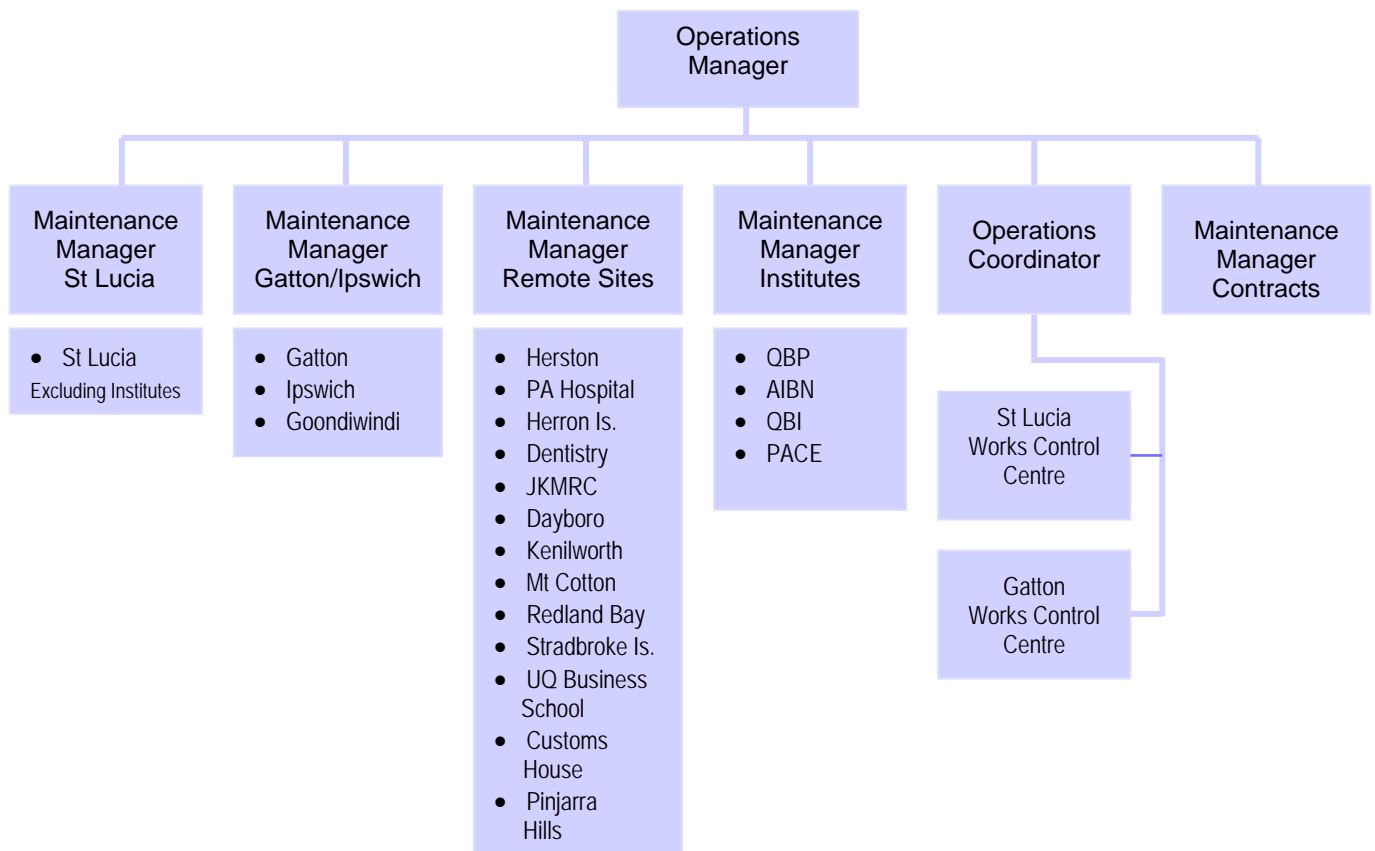 Operations
Manager
Maintenance
Manager
St Lucia
Maintenance
Manager
Gatton/Ipswich
Maintenance
Manager
Remote Sites
Maintenance
Manager
Institutes
Operations
Coordinator
Maintenance
Manager
Contracts
• St Lucia
Excluding Institutes
• Gatton
• Ipswich
• Goondiwindi
• Herston
• PA Hospital
• Herron Is.
• Dentistry
• JKMRC
• Dayboro
• Kenilworth
• Mt Cotton
• Redland Bay
• Stradbroke Is.
• UQ Business
School
• Customs
House
• Pinjarra
Hills
• QBP
• AIBN
• QBI
• PACE
St Lucia
Works Control
Centre
Gatton
Works Control
Centre